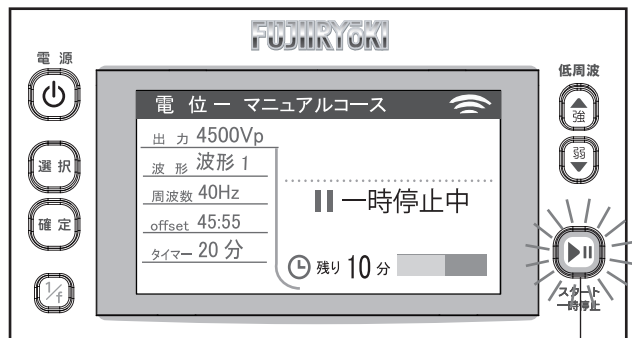 FUJIIRYōKI
電源
選択
確定
1/f
電 位 ー マニュアルコース
出 力 4500Vp
波 形 波形 1
周波数 40Hz
offset 45:55
タイマー 20 分
一時停止中
残り 10 分
低周波
強
弱
スタート
一時停止